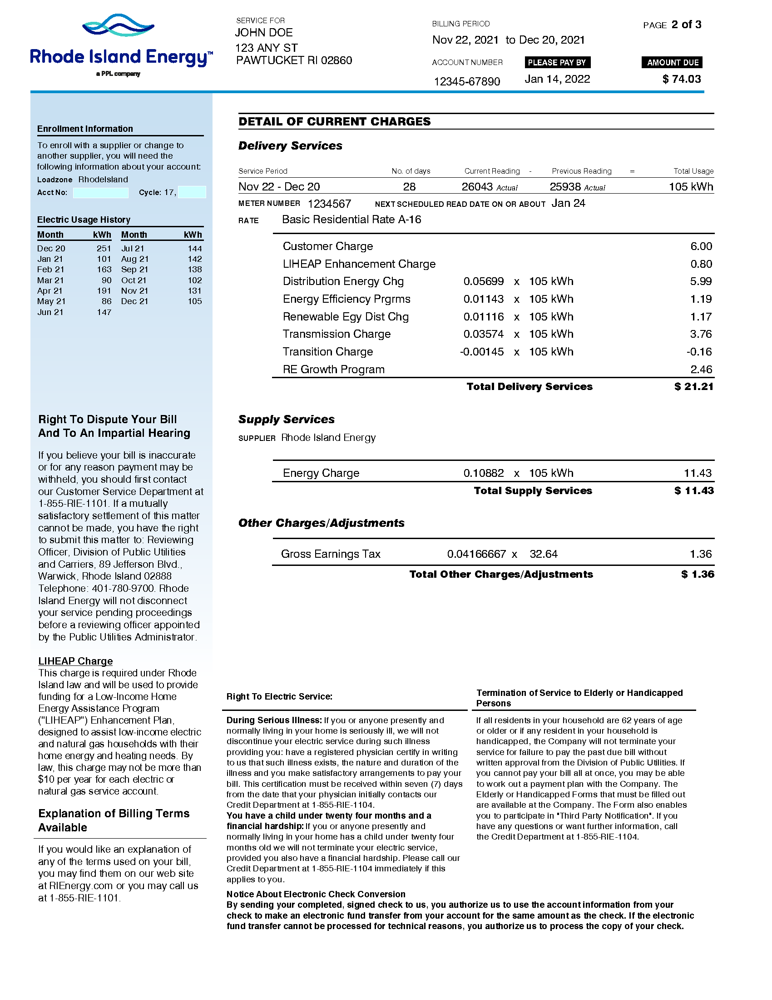 Rhode Island Energy™
a PPL company
SERVICE FOR
JOHN DOE
123 ANY ST
PAWTUCKET RI 02860
BILLING PERIOD
Nov 22, 2021 to Dec 20, 2021
PAGE 2 of 3
ACCOUNT NUMBER
12345-67890
PLEASE PAY BY
Jan 14, 2022
AMOUNT DUE
$ 74.03
Enrollment Information
To enroll with a supplier or change to
another supplier, you will need the
following information about your account:
Loadzone RhodeIsland
Acct No: Cycle: 17,
Electric Usage History
Month kWh Month kWh
Dec 20 251 Jul 21 144
Jan 21 101 Aug 21 142
Feb 21 163 Sep 21 138
Mar 21 90 Oct 21 102
Apr 21 191 Nov 21 131
May 21 86 Dec 21 105
Jun 21 147
Right To Dispute Your Bill
And To An Impartial Hearing
If you believe your bill is inaccurate
or for any reason payment may be
withheld, you should first contact
our Customer Service Department at
1-855-RIE-1101. If a mutually
satisfactory settlement of this matter
cannot be made, you have the right
to submit this matter to: Reviewing
Officer, Division of Public Utilities
and Carriers, 89 Jefferson Blvd.,
Warwick, Rhode Island 02888
Telephone: 401-780-9700. Rhode
Island Energy will not disconnect
your service pending proceedings
before a reviewing officer appointed
by the Public Utilities Administrator.
LIHEAP Charge
This charge is required under Rhode
Island law and will be used to provide
funding for a Low-Income Home
Energy Assistance Program
("LIHEAP") Enhancement Plan,
designed to assist low-income electric
and natural gas households with their
home energy and heating needs. By
law, this charge may not be more than
$10 per year for each electric or
natural gas service account.
Explanation of Billing Terms
Available
If you would like an explanation of
any of the terms used on your bill,
you may find them on our web site
at RIEnergy.com or you may call us
at 1-855-RIE-1101.
DETAIL OF CURRENT CHARGES
Delivery Services
Service Period No. of days Current Reading - Previous Reading = Total Usage
Nov 22 - Dec 20 28 26043 Actual 25938 Actual 105 kWh
METER NUMBER 1234567 NEXT SCHEDULED READ DATE ON OR ABOUT Jan 24
RATE Basic Residential Rate A-16
Customer Charge 6.00
LIHEAP Enhancement Charge 0.80
Distribution Energy Chg 0.05699 x 105 kWh 5.99
Energy Efficiency Prgrms 0.01143 x 105 kWh 1.19
Renewable Egy Dist Chg 0.01116 x 105 kWh 1.17
Transmission Charge 0.03574 x 105 kWh 3.76
Transition Charge -0.00145 x 105 kWh -0.16
RE Growth Program 2.46
Total Delivery Services $ 21.21
Supply Services
SUPPLIER Rhode Island Energy
Energy Charge 0.10882 x 105 kWh 11.43
Total Supply Services $ 11.43
Other Charges/Adjustments
Gross Earnings Tax 0.04166667 x 32.64 1.36
Total Other Charges/Adjustments $ 1.36
Right To Electric Service:
During Serious Illness: If you or anyone presently and
normally living in your home is seriously ill, we will not
discontinue your electric service during such illness
providing you: have a registered physician certify in writing
to us that such illness exists, the nature and duration of the
illness and you make satisfactory arrangements to pay your
bill. This certification must be received within seven (7) days
from the date that your physician initially contacts our
Credit Department at 1-855-RIE-1104.
You have a child under twenty four months and a
financial hardship: If you or anyone presently and
normally living in your home has a child under twenty four
months old we will not terminate your electric service,
provided you also have a financial hardship. Please call our
Credit Department at 1-855-RIE-1104 immediately if this
applies to you.
Termination of Service to Elderly or Handicapped
Persons
If all residents in your household are 62 years of age
or older or if any resident in your household is
handicapped, the Company will not terminate your
service for failure to pay the past due bill without
written approval from the Division of Public Utilities. If
you cannot pay your bill all at once, you may be able
to work out a payment plan with the Company. The
Elderly or Handicapped Forms that must be filled out
are available at the Company. The Form also enables
you to participate in "Third Party Notification". If you
have any questions or want further information, call
the Credit Department at 1-855-RIE-1104.
Notice About Electronic Check Conversion
By sending your completed, signed check to us, you authorize us to use the account information from your
check to make an electronic fund transfer from your account for the same amount as the check. If the electronic
fund transfer cannot be processed for technical reasons, you authorize us to process the copy of your check.